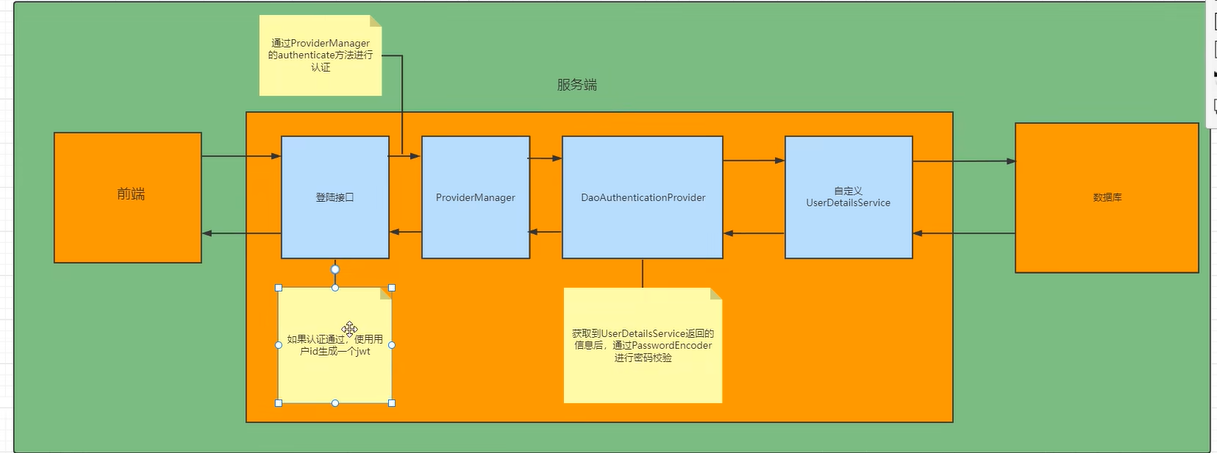 通过ProviderManager
的authenticate方法进行
认证
服务端
前端
登陆接口
ProviderManager
DaoAuthenticationProvider
自定义
UserDetailsService
数据库
如果认证通过，使用用
户id生成一个jwt
获取到UserDetailsService返回的
信息后，通过PasswordEncoder
进行密码校验